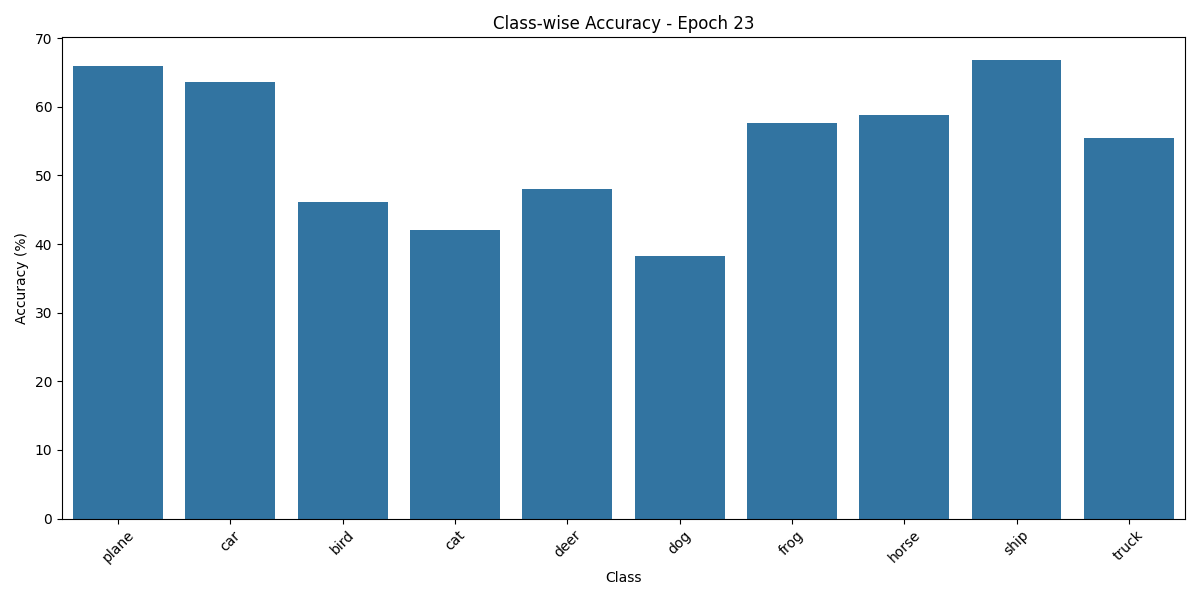 Class-wise Accuracy - Epoch 23
Accuracy (%)
70
60
50
40
30
20
10
0
plane
car
bird
cat
deer
dog
frog
horse
ship
truck
Class